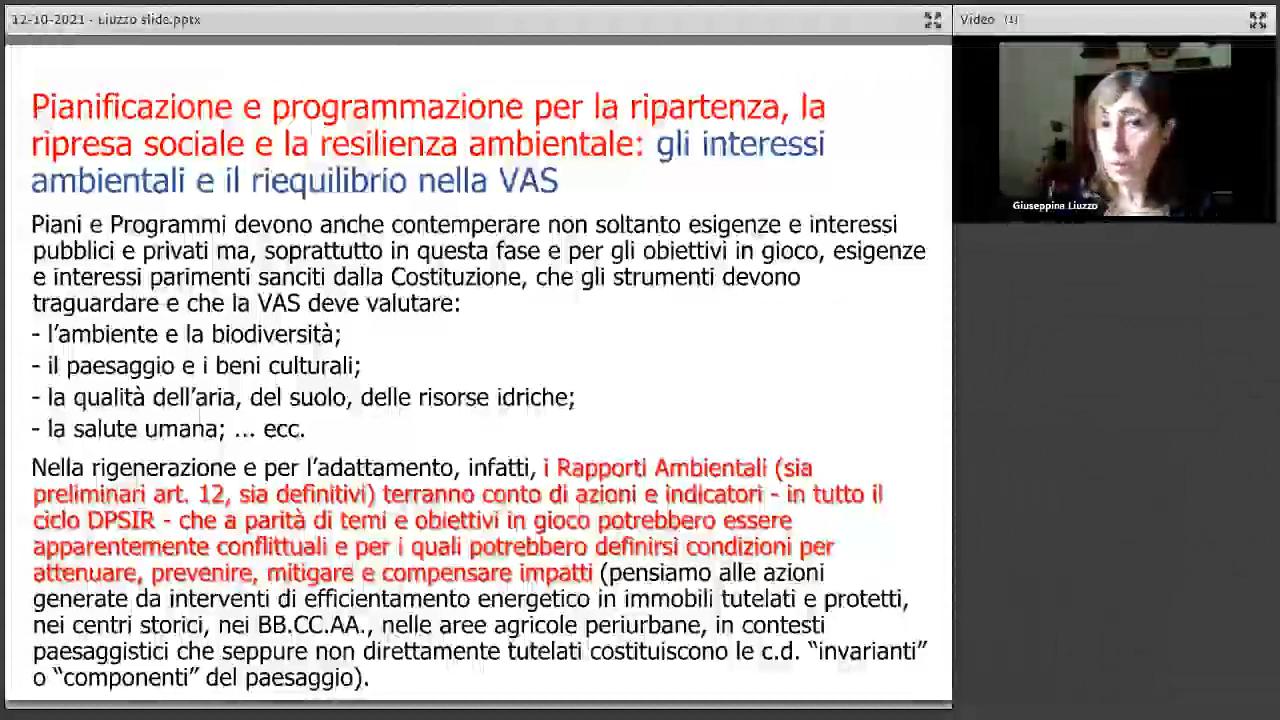 12-10-2021 - Liuzzo slide.pptx
Video (1)
Pianificazione e programmazione per la ripartenza, la
ripresa sociale e la resilienza ambientale: gli interessi
ambientali e il riequilibrio nella VAS
Piani e Programmi devono anche contemperare non soltanto esigenze e interessi
pubblici e privati ma, soprattutto in questa fase e per gli obiettivi in gioco, esigenze
e interessi parimenti sanciti dalla Costituzione, che gli strumenti devono
traguardare e che la VAS deve valutare:
- l’ambiente e la biodiversità;
- il paesaggio e i beni culturali;
- la qualità dell’aria, del suolo, delle risorse idriche;
- la salute umana; ... ecc.
Nella rigenerazione e per l’adattamento, infatti, i Rapporti Ambientali (sia
preliminari art. 12, sia definitivi) terranno conto di azioni e indicatori - in tutto il
ciclo DPSIR - che a parità di temi e obiettivi in gioco potrebbero essere
apparentemente conflittuali e per i quali potrebbero definirsi condizioni per
attenuare, prevenire, mitigare e compensare impatti (pensiamo alle azioni
generate da interventi di efficientamento energetico in immobili tutelati e protetti,
nei centri storici, nei BB.CC.AA., nelle aree agricole periurbane, in contesti
paesaggistici che seppure non direttamente tutelati costituiscono le c.d. “invarianti”
o “componenti” del paesaggio).
Giuseppina Liuzzo